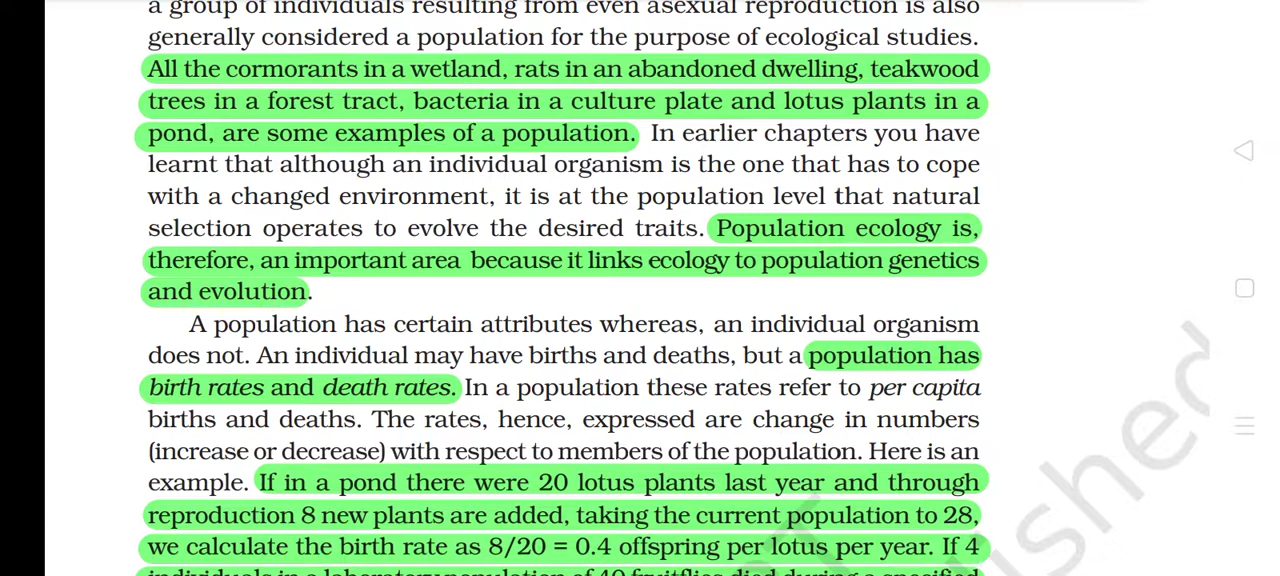 a group of individuals resulting from even asexual reproduction is also
generally considered a population for the purpose of ecological studies.
All the cormorants in a wetland, rats in an abandoned dwelling, teakwood
trees in a forest tract, bacteria in a culture plate and lotus plants in a
pond, are some examples of a population. In earlier chapters you have
learnt that although an individual organism is the one that has to cope
with a changed environment, it is at the population level that natural
selection operates to evolve the desired traits. Population ecology is,
therefore, an important area because it links ecology to population genetics
and evolution.
A population has certain attributes whereas, an individual organism
does not. An individual may have births and deaths, but a population has
birth rates and death rates. In a population these rates refer to per capita
births and deaths. The rates, hence, expressed are change in numbers
(increase or decrease) with respect to members of the population. Here is an
example. If in a pond there were 20 lotus plants last year and through
reproduction 8 new plants are added, taking the current population to 28,
we calculate the birth rate as 8/20 = 0.4 offspring per lotus per year. If 4
individuals in a laboratory population of 40 fruitflies died during a specified